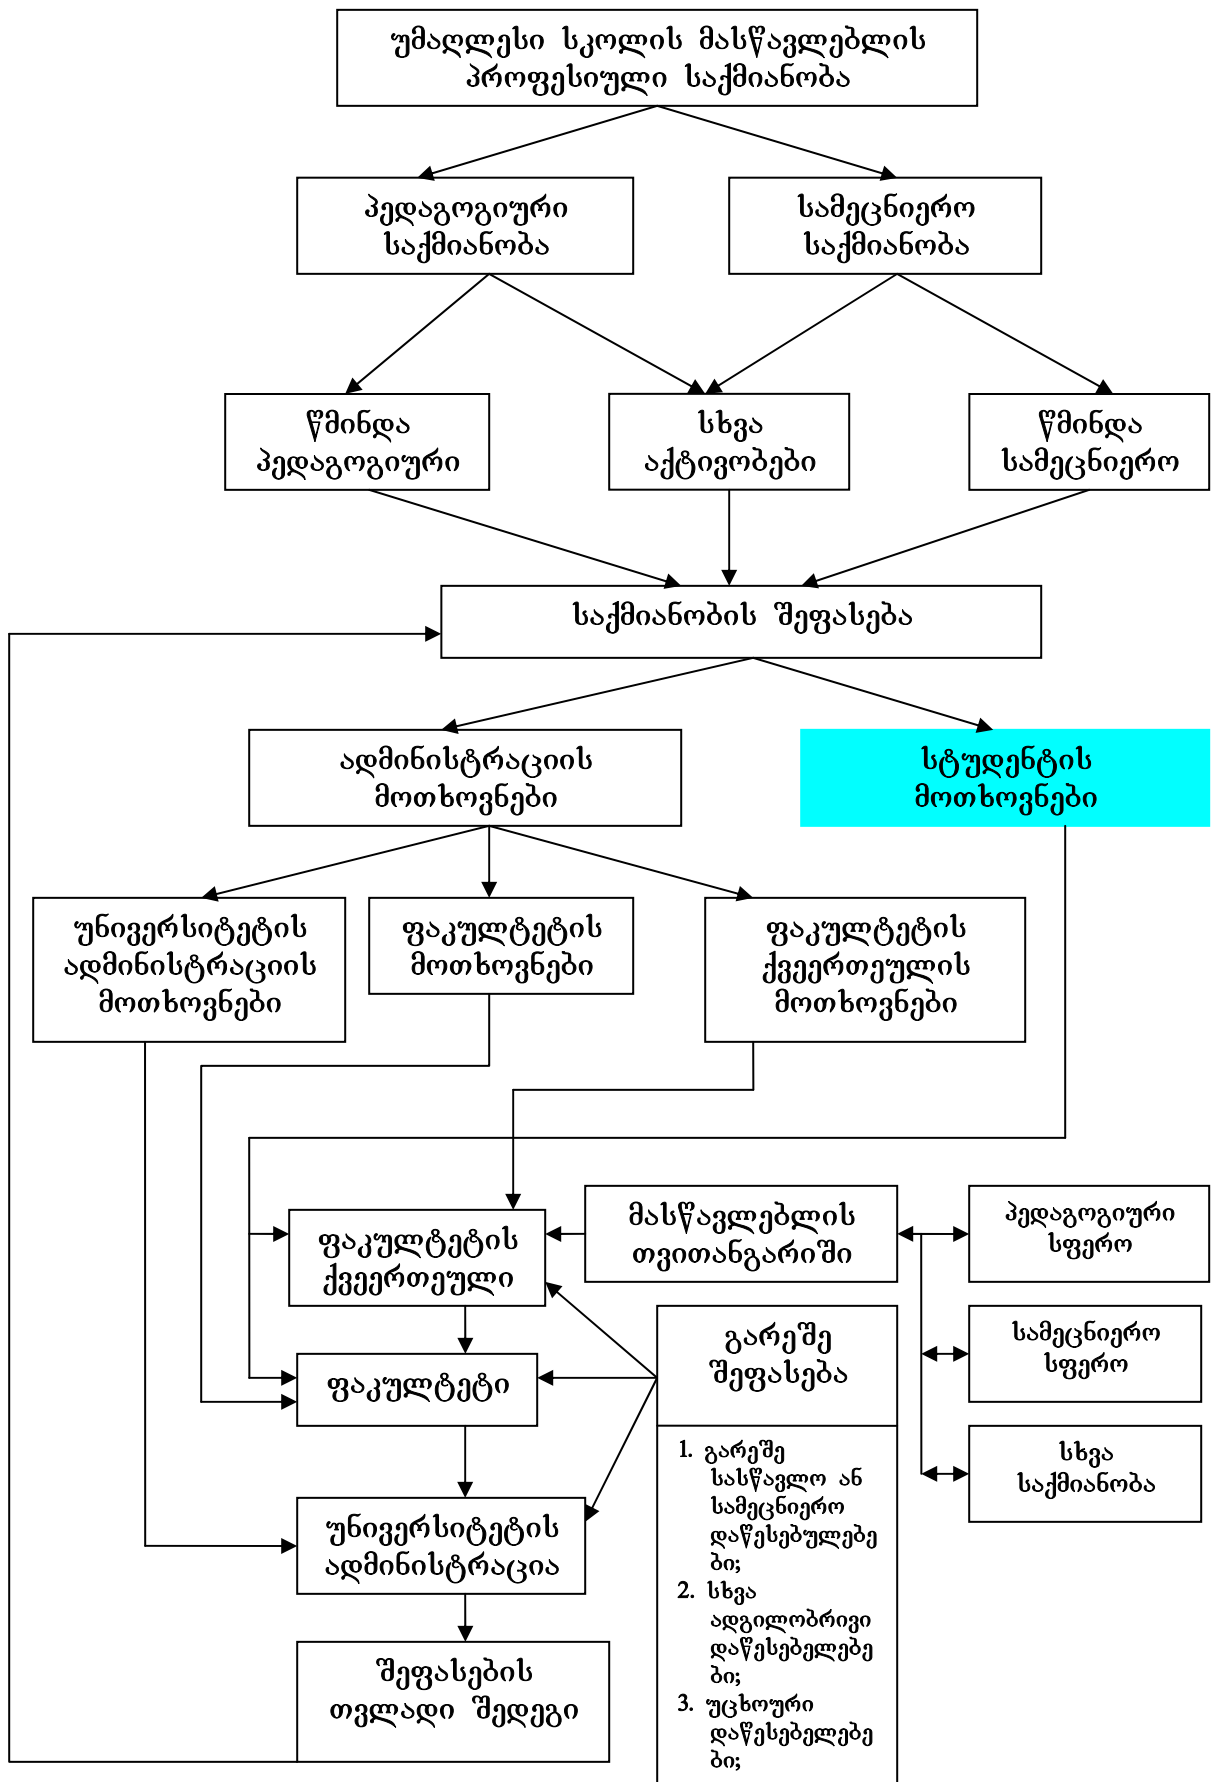 უმაღლესი სკოლის მასწავლებლის
პროფესიული საქმიანობა
პედაგოგიური
საქმიანობა
სამეცნიერო
საქმიანობა
წმინდა
პედაგოგიური
სხვა
აქტივობები
წმინდა
სამეცნიერო
საქმიანობის შეფასება
ადმინისტრაციის
მოთხოვნები
სტუდენტის
მოთხოვნები
უნივერსიტეტის
ადმინისტრაციის
მოთხოვნები
ფაკულტეტის
მოთხოვნები
ფაკულტეტის
ქვეერთეულის
მოთხოვნები
ფაკულტეტის
ქვეერთეული
მასწავლებლის
თვითანგარიში
პედაგოგიური
სფერო
სამეცნიერო
სფერო
სხვა
საქმიანობა
ფაკულტეტი
უნივერსიტეტის
ადმინისტრაცია
შეფასების
თვლადი შედეგი
გარეშე
შეფასება
1. გარეშე
სასწავლო ან
სამეცნიერო
დაწესებულებე
ბი;
2. სხვა
ადგილობრივი
დაწესებელებე
ბი;
3. უცხოური
დაწესებელებე
ბი;